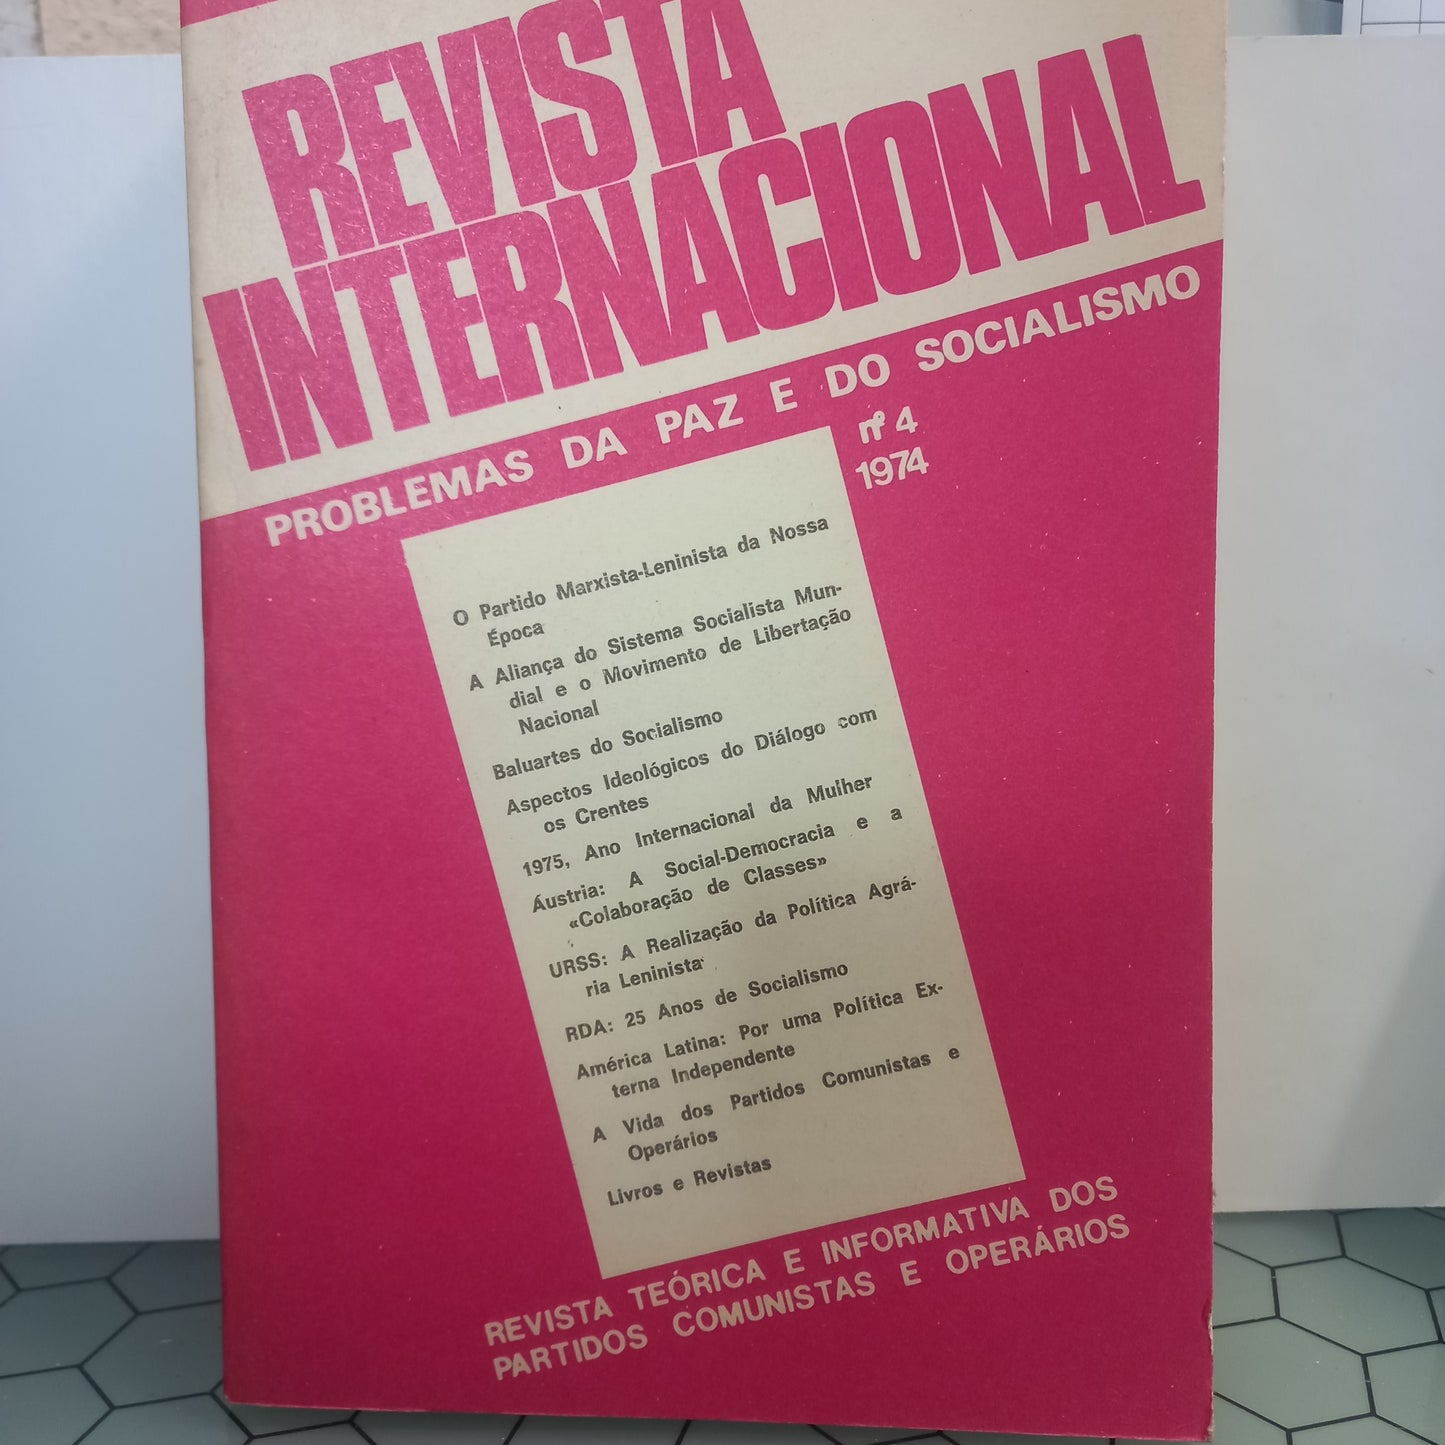 REVISTA
INTERNACIONAL
PROBLEMAS DA PAZ E DO SOCIALISMO
nº 4
1974
O Partido Marxista-Leninista da Nossa
Época
A Aliança do Sistema Socialista Mun-
dial e o Movimento de Libertação
Nacional
Baluartes do Socialismo
Aspectos Ideológicos do Diálogo com
os Crentes
1975, Ano Internacional da Mulher
Áustria: A Social-Democracia e a
«Colaboração de Classes»
URSS: A Realização da Política Agrá-
ria Leninista
RDA: 25 Anos de Socialismo
América Latina: Por uma Política Ex-
terna Independente
A Vida dos Partidos Comunistas e
Operários
Livros e Revistas
REVISTA TEÓRICA E INFORMATIVA DOS
PARTIDOS COMUNISTAS E OPERÁRIOS